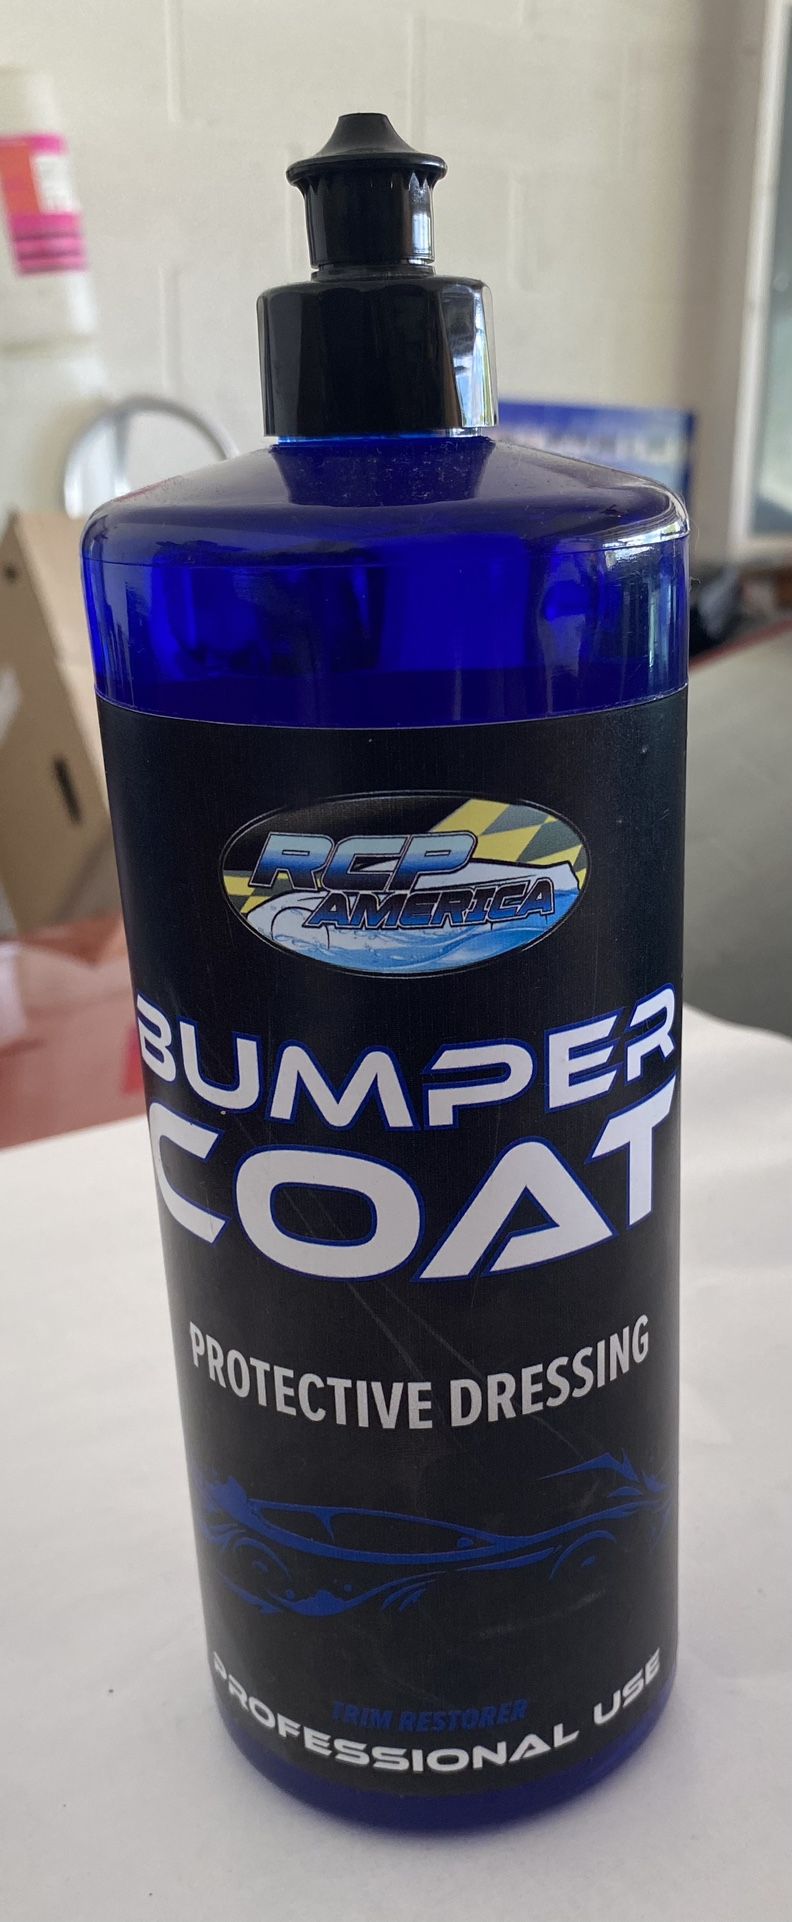 RCP
AMERICA
BUMPER
COAT
PROTECTIVE DRESSING
TRIM RESTORER
PROFESSIONAL USE